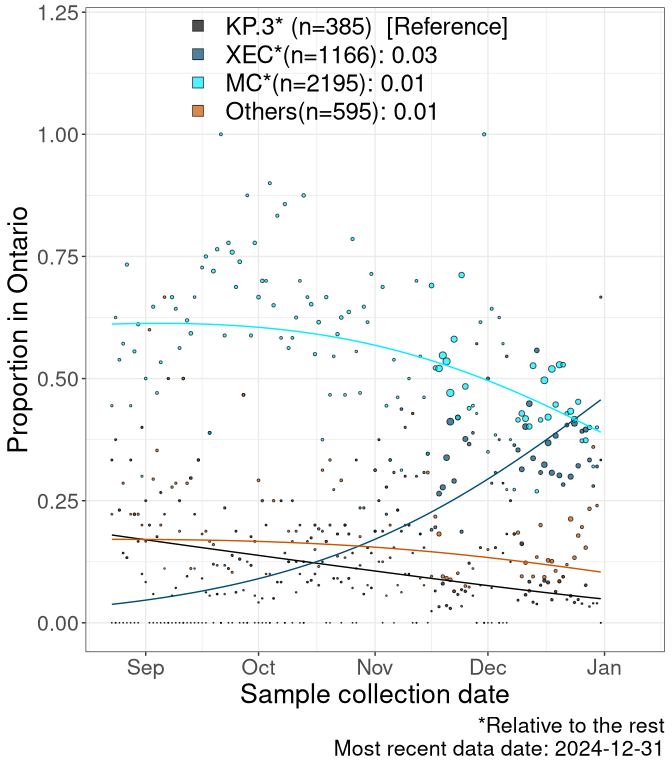 KP.3* (n=385) [Reference]
XEC*(n=1166): 0.03
MC*(n=2195): 0.01
Others(n=595): 0.01
1.25
1.00
0.75
0.50
0.25
0.00
Proportion in Ontario
Sep Oct Nov Dec Jan
Sample collection date
*Relative to the rest
Most recent data date: 2024-12-31